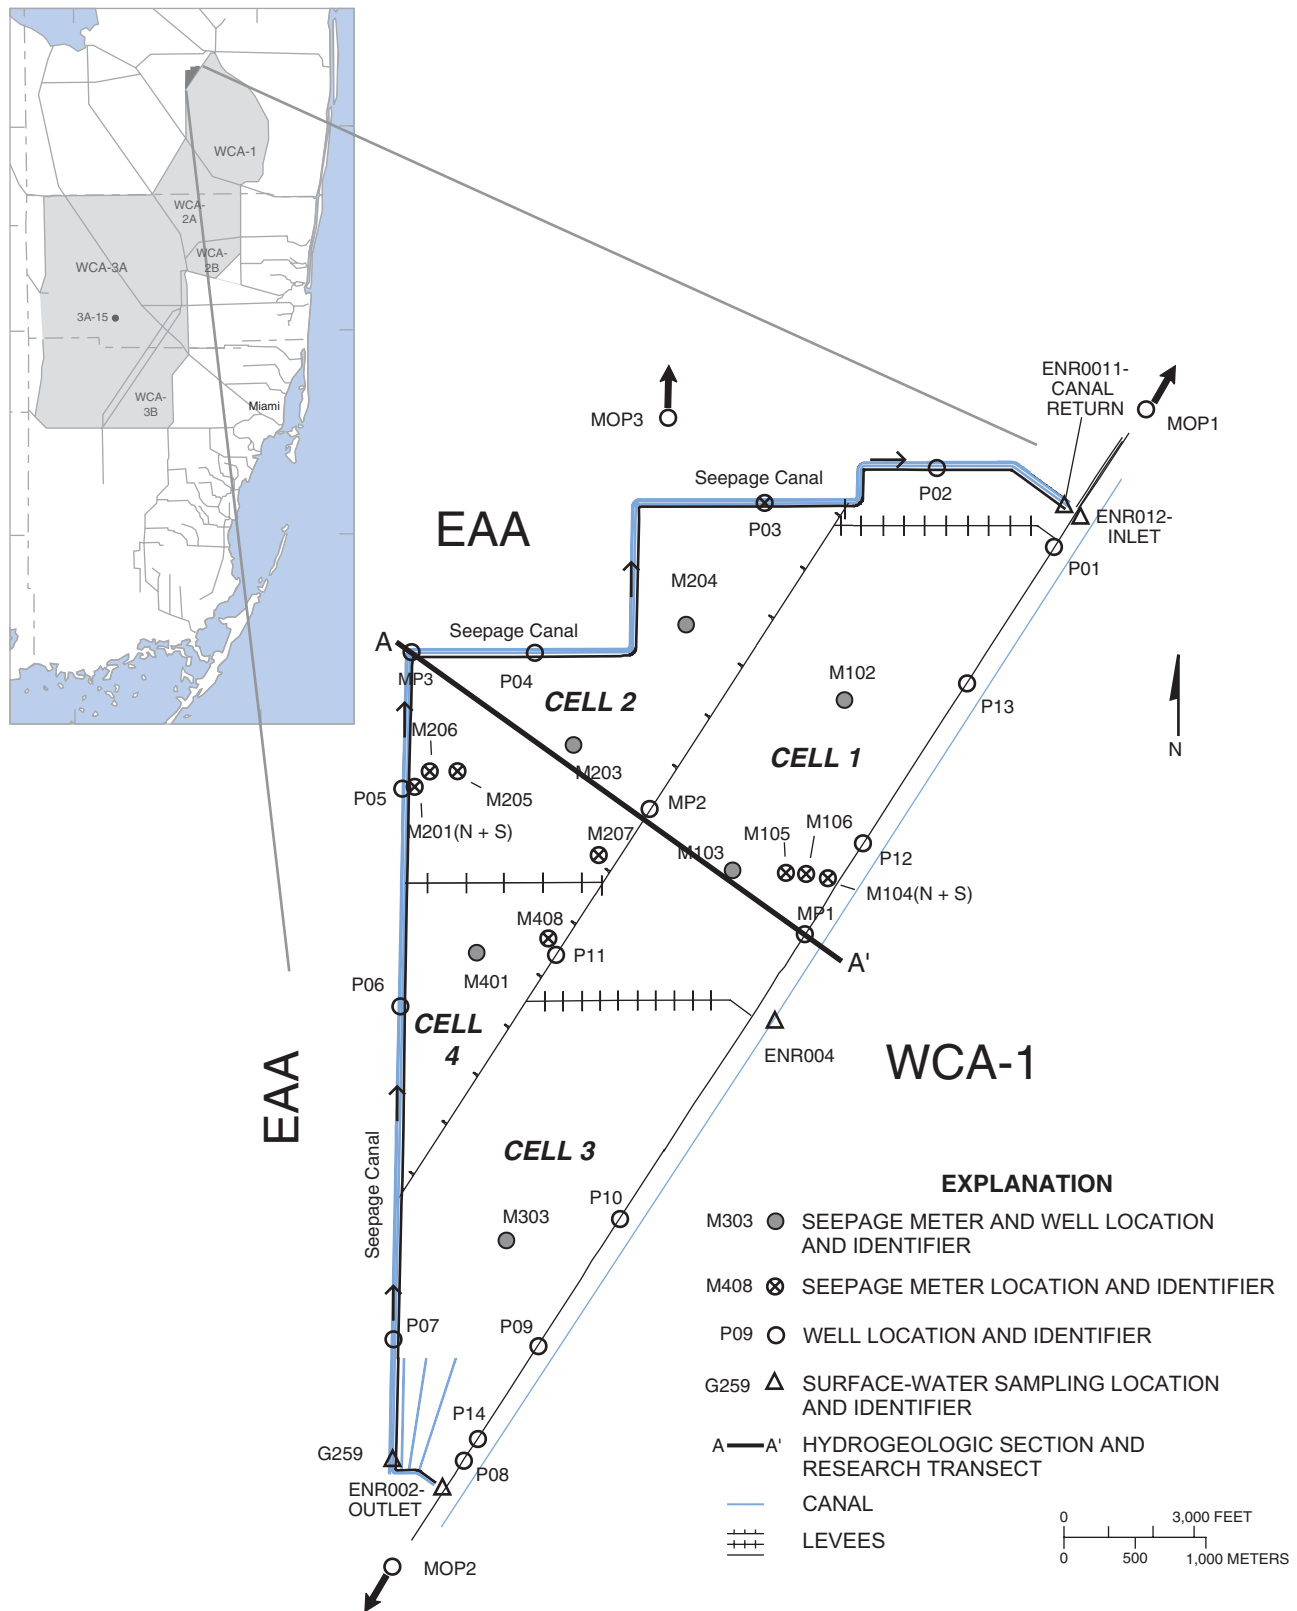 WCA-1
WCA-
2A
WCA-
2B
WCA-3A
3A-15
WCA-
3B
Miami
MOP3
ENR0011-
CANAL
RETURN
MOP1
Seepage Canal
P02
P03
ENR012-
INLET
P01
EAA
M204
Seepage Canal
A
MP3
P04
M102
P13
CELL 2
N
M206
M203
CELL 1
P05
M205
MP2
M201(N + S)
M207
M103
M105
M106
P12
M104(N + S)
MP1
A'
M408
P11
M401
P06
CELL
4
ENR004
WCA-1
EAA
CELL 3
Seepage Canal
P10
M303
P07
P09
P14
G259
P08
ENR002-
OUTLET
MOP2
EXPLANATION
M303 SEEPAGE METER AND WELL LOCATION
AND IDENTIFIER
M408 SEEPAGE METER LOCATION AND IDENTIFIER
P09 WELL LOCATION AND IDENTIFIER
G259 SURFACE-WATER SAMPLING LOCATION
AND IDENTIFIER
A A' HYDROGEOLOGIC SECTION AND
RESEARCH TRANSECT
CANAL
LEVEES
0 3,000 FEET
0 500 1,000 METERS